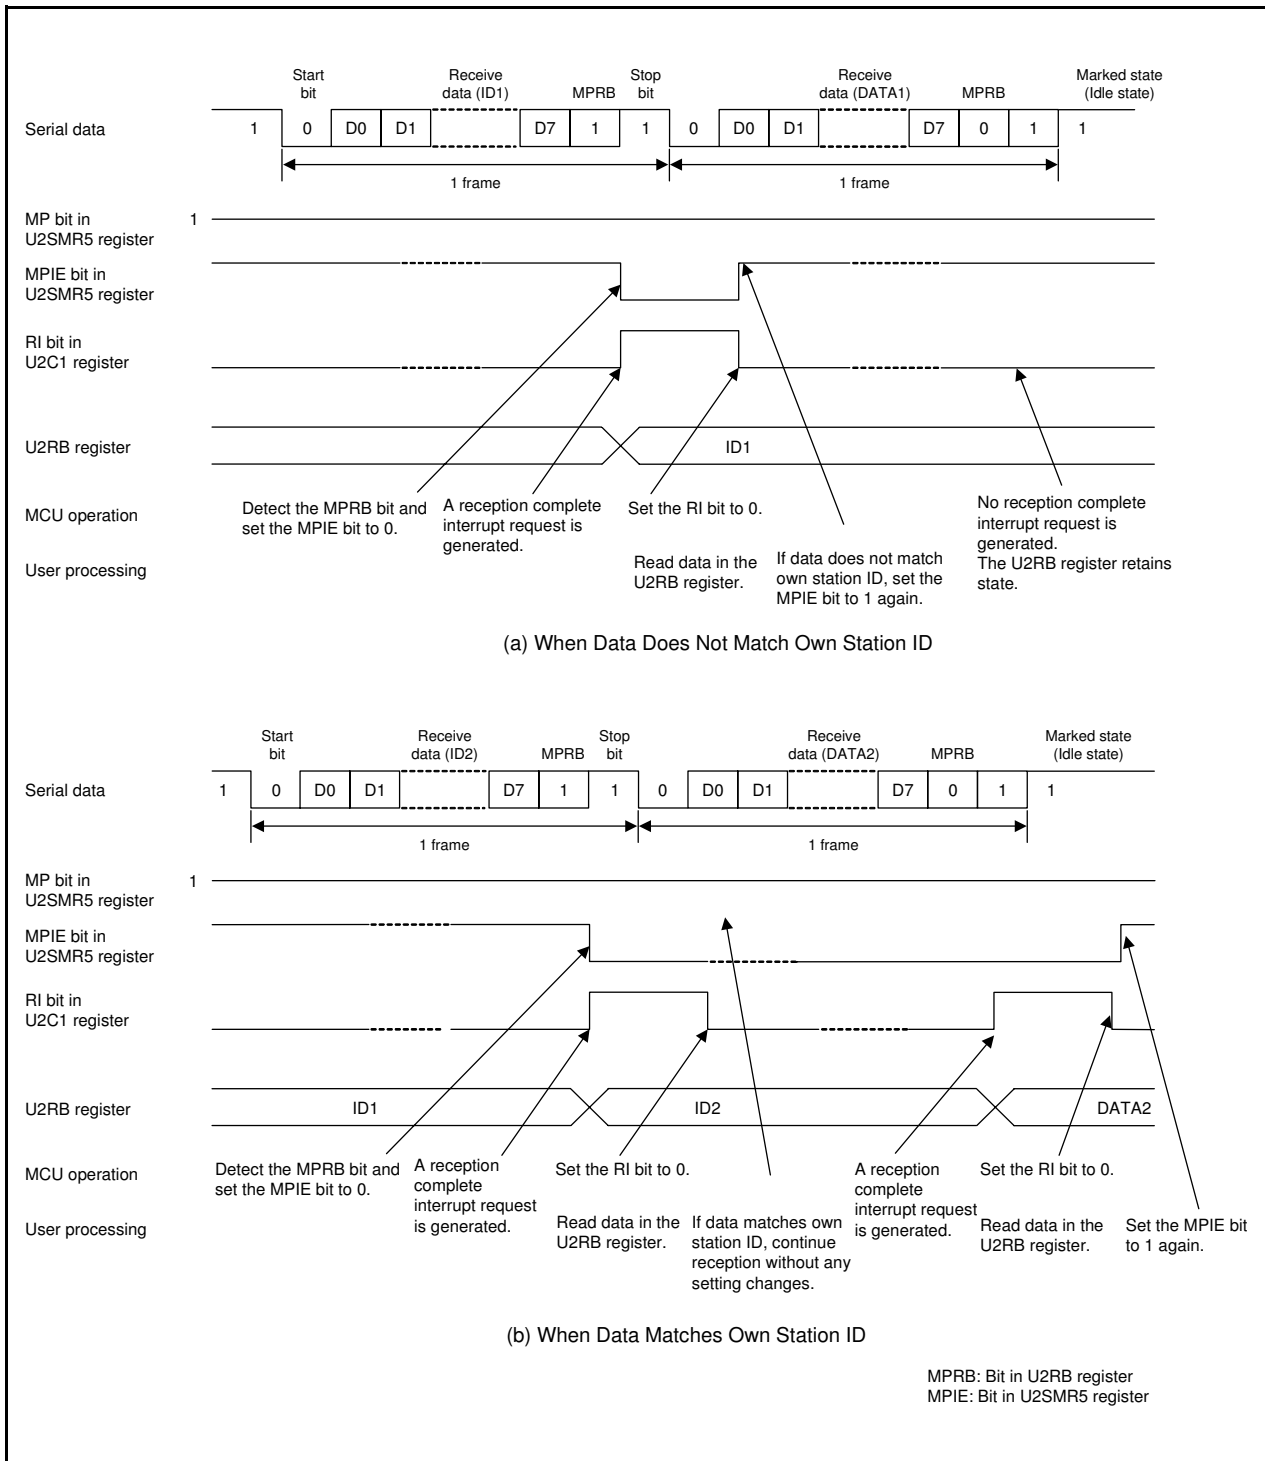 Start
bit
Receive
data (ID1)
MPRB
Stop
bit
Receive
data (DATA1)
MPRB
Marked state
(Idle state)
Serial data
1 0 D0 D1 D7 1 1 0 D0 D1 D7 0 1 1
1 frame 1 frame
MP bit in
U2SMR5 register
1
MPIE bit in
U2SMR5 register
RI bit in
U2C1 register
U2RB register
ID1
MCU operation
Detect the MPRB bit and
set the MPIE bit to 0.
A reception complete
interrupt request is
generated.
Set the RI bit to 0.
No reception complete
interrupt request is
generated.
The U2RB register retains
state.
User processing
Read data in the
U2RB register.
If data does not match
own station ID, set the
MPIE bit to 1 again.
(a) When Data Does Not Match Own Station ID
Start
bit
Receive
data (ID2)
MPRB
Stop
bit
Receive
data (DATA2)
MPRB
Marked state
(Idle state)
Serial data
1 0 D0 D1 D7 1 1 0 D0 D1 D7 0 1 1
1 frame 1 frame
MP bit in
U2SMR5 register
1
MPIE bit in
U2SMR5 register
RI bit in
U2C1 register
U2RB register
ID1 ID2 DATA2
MCU operation
Detect the MPRB bit and
set the MPIE bit to 0.
A reception
complete
interrupt request
is generated.
Set the RI bit to 0.
A reception
complete
interrupt request
is generated.
Set the RI bit to 0.
User processing
Read data in the
U2RB register.
If data matches own
station ID, continue
reception without any
setting changes.
Read data in the
U2RB register.
Set the MPIE bit
to 1 again.
(b) When Data Matches Own Station ID
MPRB: Bit in U2RB register
MPIE: Bit in U2SMR5 register